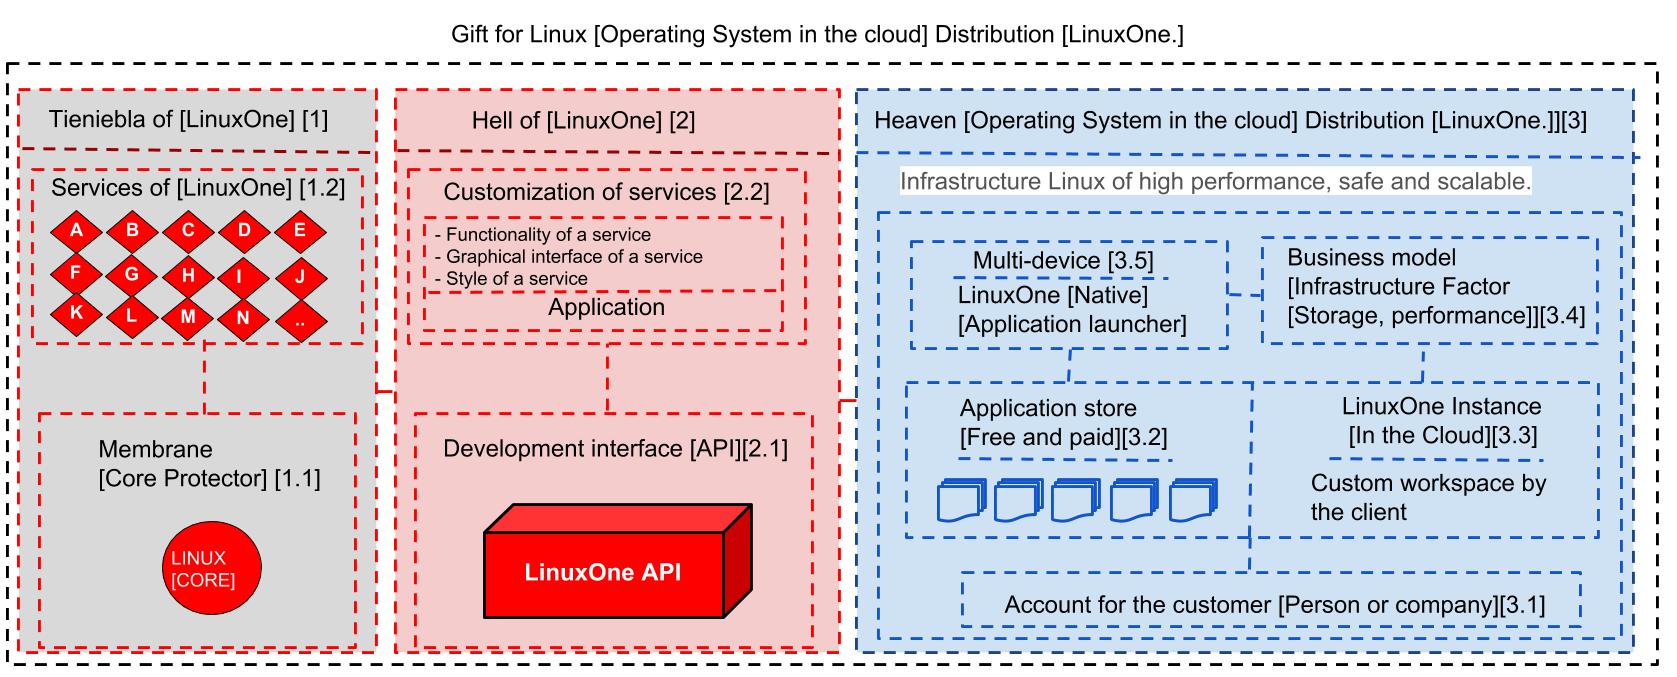 Gift for Linux [Operating System in the cloud] Distribution [LinuxOne.]
Tieniebla of [LinuxOne] [1]
Services of [LinuxOne] [1.2]
A B C D E
F G H I J
K L M N ..
Membrane
[Core Protector] [1.1]
LINUX
[CORE]
Hell of [LinuxOne] [2]
Customization of services [2.2]
- Functionality of a service
- Graphical interface of a service
- Style of a service
Application
Development interface [API][2.1]
LinuxOne API
Heaven [Operating System in the cloud] Distribution [LinuxOne.]][3]
Infrastructure Linux of high performance, safe and scalable.
Multi-device [3.5]
LinuxOne [Native]
[Application launcher]
Business model
[Infrastructure Factor
[Storage, performance]][3.4]
Application store
[Free and paid][3.2]
LinuxOne Instance
[In the Cloud][3.3]
Custom workspace by
the client
Account for the customer [Person or company][3.1]